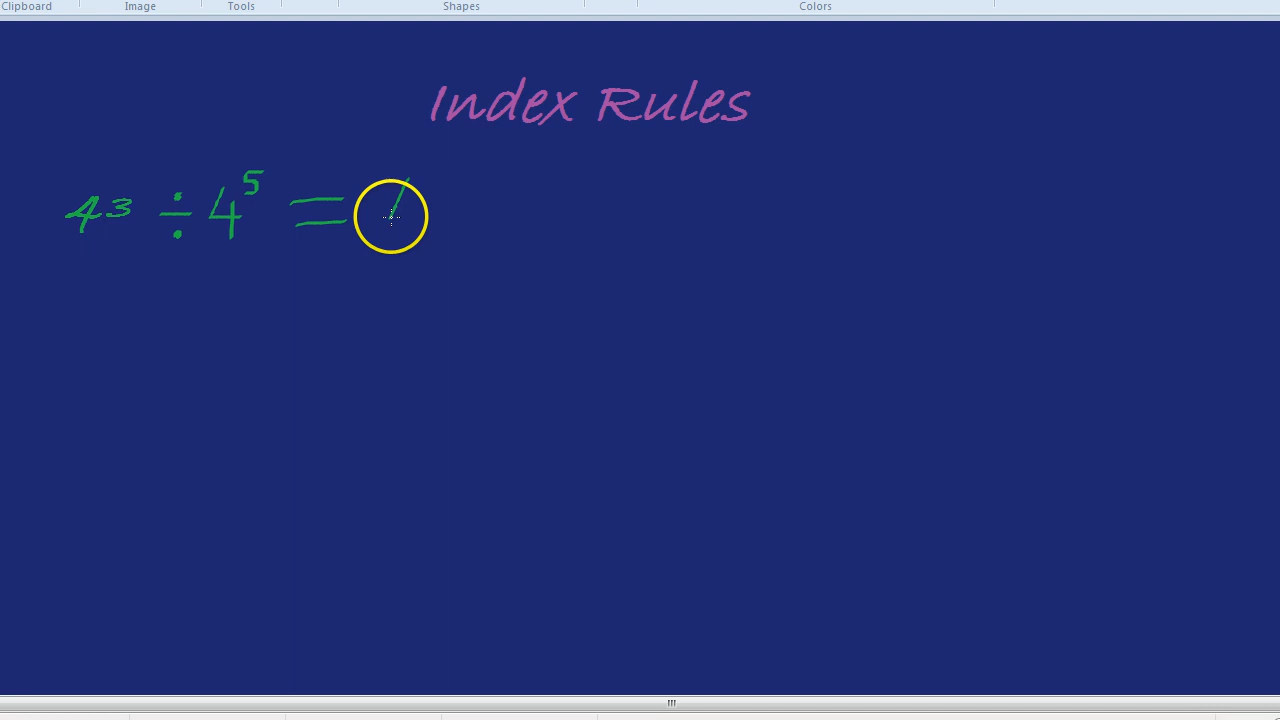 Clipboard Image Tools Shapes Colors
Index Rules
4³ ÷ 4⁵ =